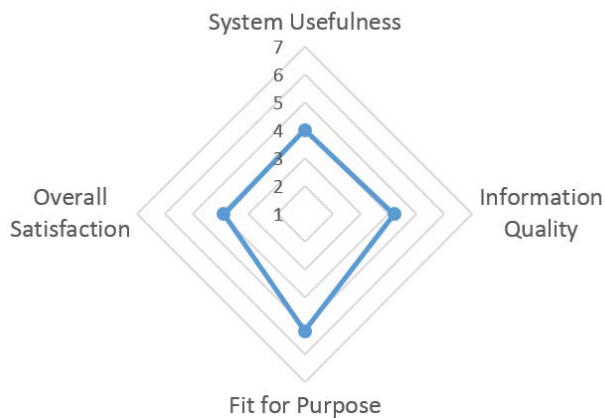 System Usefulness
7
6
5
4
3
2
1
Overall
Satisfaction
Information
Quality
Fit for Purpose